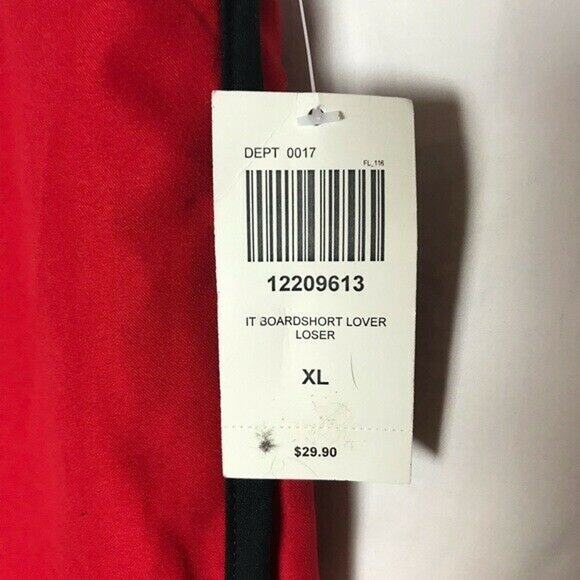 DEPT 0017
FL_116
12209613
IT BOARDSHORT LOVER
LOSER
XL
$29.90